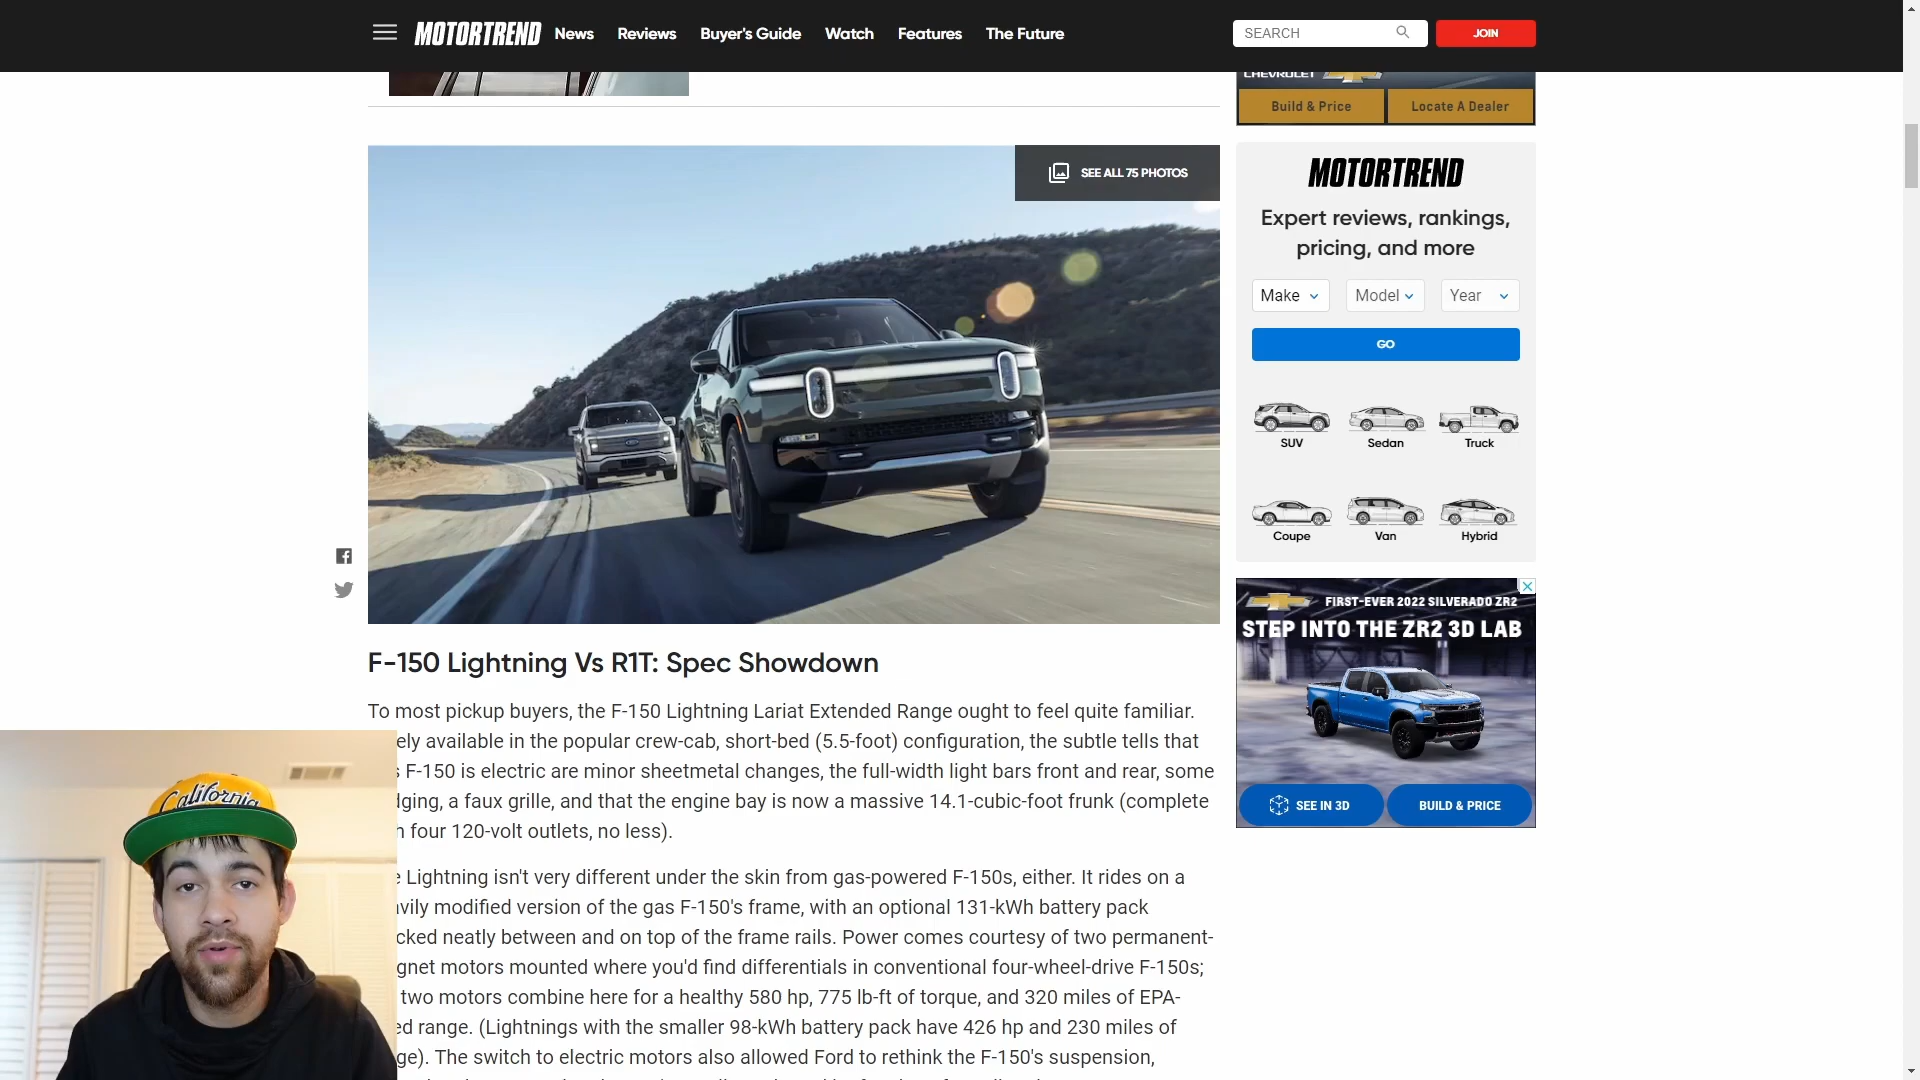 MOTORTREND News Reviews Buyer's Guide Watch Features The Future
SEARCH
JOIN
CHEVROLET
Build & Price Locate A Dealer
SEE ALL 75 PHOTOS
MOTORTREND
Expert reviews, rankings,
pricing, and more
Make Model Year
GO
SUV Sedan Truck
Coupe Van Hybrid
FIRST-EVER 2022 SILVERADO ZR2
STEP INTO THE ZR2 3D LAB
SEE IN 3D BUILD & PRICE
F-150 Lightning Vs R1T: Spec Showdown
To most pickup buyers, the F-150 Lightning Lariat Extended Range ought to feel quite familiar.
ely available in the popular crew-cab, short-bed (5.5-foot) configuration, the subtle tells that
s F-150 is electric are minor sheetmetal changes, the full-width light bars front and rear, some
dging, a faux grille, and that the engine bay is now a massive 14.1-cubic-foot frunk (complete
n four 120-volt outlets, no less).
e Lightning isn't very different under the skin from gas-powered F-150s, either. It rides on a
avily modified version of the gas F-150's frame, with an optional 131-kWh battery pack
cked neatly between and on top of the frame rails. Power comes courtesy of two permanent-
gnet motors mounted where you'd find differentials in conventional four-wheel-drive F-150s;
two motors combine here for a healthy 580 hp, 775 lb-ft of torque, and 320 miles of EPA-
ed range. (Lightnings with the smaller 98-kWh battery pack have 426 hp and 230 miles of
ge). The switch to electric motors also allowed Ford to rethink the F-150's suspension,
California